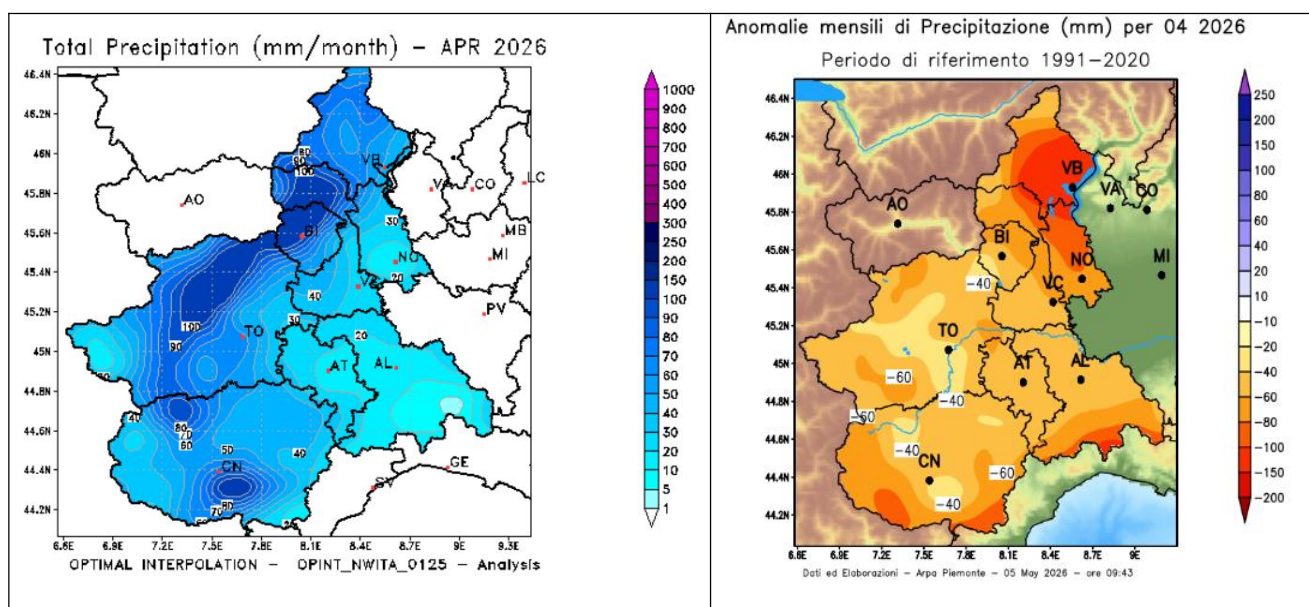 Total Precipitation (mm/month) – APR 2026
46.4N
46.2N
46N
45.8N
45.6N
45.4N
45.2N
45N
44.8N
44.6N
44.4N
44.2N
6.6E 6.9E 7.2E 7.5E 7.8E 8.1E 8.4E 8.7E 9E 9.3E
AO
BI
VB
VA
CO
LC
MB
MI
NO
PV
TO
AT
AL
CN
GE
SV
80
90
100
30
20
40
20
100
90
40
80
70
60
50
40
80
70
1000
900
800
700
600
500
400
300
250
200
150
100
90
80
70
60
50
40
30
20
10
5
1
OPTIMAL INTERPOLATION – OPINT_NWITA_0125 – Analysis
Anomalie mensili di Precipitazione (mm) per 04 2026
Periodo di riferimento 1991–2020
46.4N
46.2N
46N
45.8N
45.6N
45.4N
45.2N
45N
44.8N
44.6N
44.4N
44.2N
6.6E 6.9E 7.2E 7.5E 7.8E 8.1E 8.4E 8.7E 9E
VB
VA
CO
AO
BI
NO
MI
VC
TO
AT
AL
CN
–40
–60
–40
–60
–40
–60
–40
250
200
150
100
80
60
40
20
10
–10
–20
–40
–60
–80
–100
–150
–200
Dati ed Elaborazioni – Arpa Piemonte – 05 May 2026 – ore 09:43